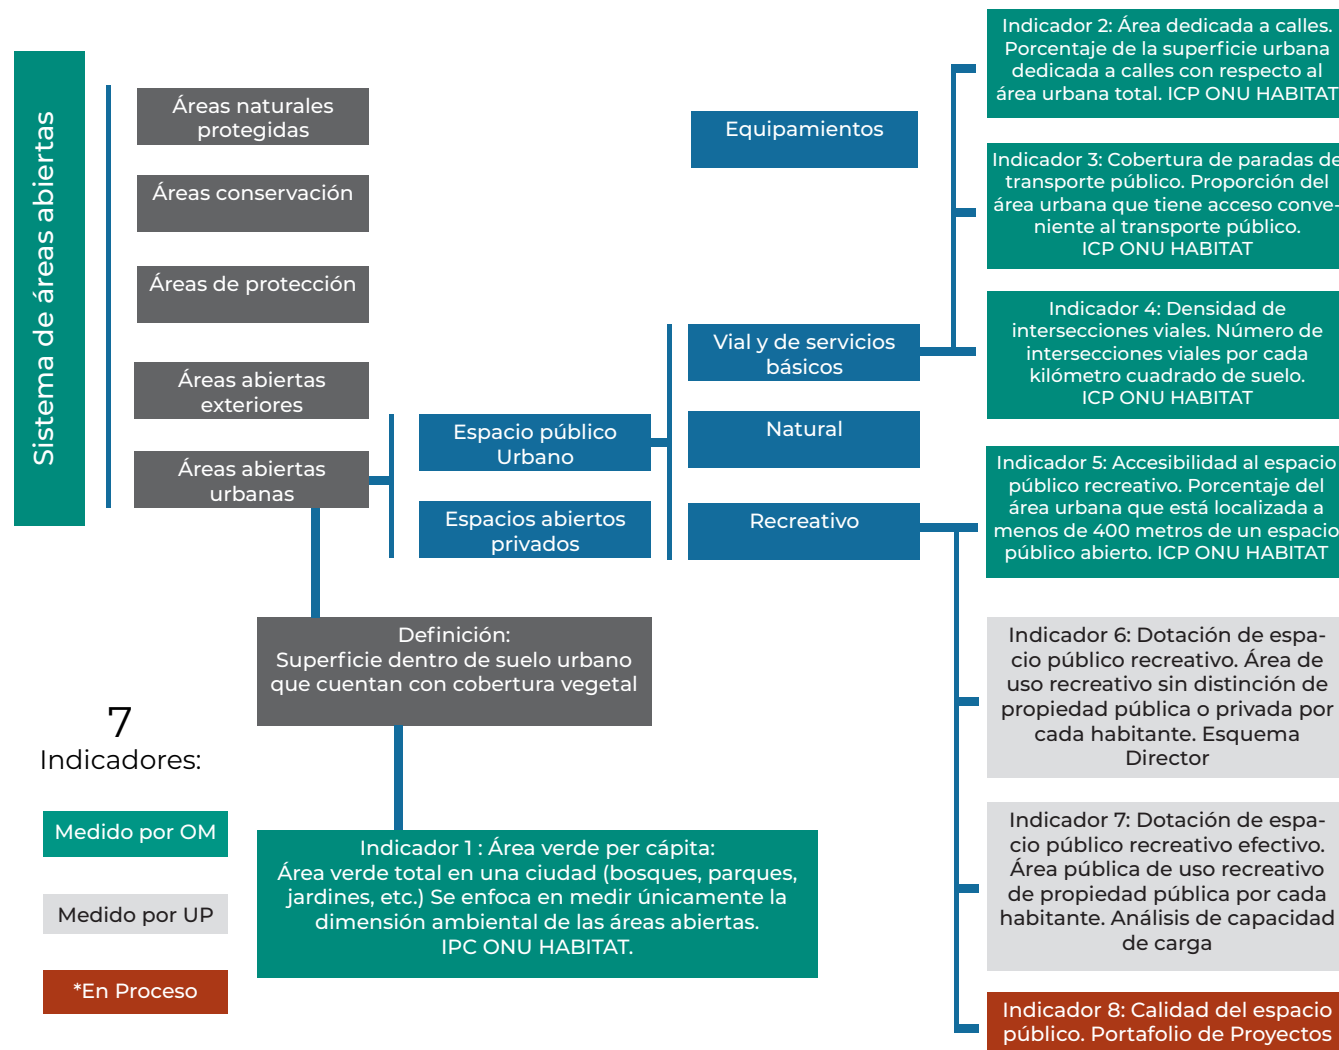 Sistema de áreas abiertas
Áreas naturales
protegidas
Áreas conservación
Áreas de protección
Áreas abiertas
exteriores
Áreas abiertas
urbanas
Espacio público
Urbano
Espacios abiertos
privados
Equipamientos
Vial y de servicios
básicos
Natural
Recreativo
Indicador 2: Área dedicada a calles.
Porcentaje de la superficie urbana
dedicada a calles con respecto al
área urbana total. ICP ONU HABITAT
Indicador 3: Cobertura de paradas de
transporte público. Proporción del
área urbana que tiene acceso conve-
niente al transporte público.
ICP ONU HABITAT
Indicador 4: Densidad de
intersecciones viales. Número de
intersecciones viales por cada
kilómetro cuadrado de suelo.
ICP ONU HABITAT
Indicador 5: Accesibilidad al espacio
público recreativo. Porcentaje del
área urbana que está localizada a
menos de 400 metros de un espacio
público abierto. ICP ONU HABITAT
Indicador 6: Dotación de espa-
cio público recreativo. Área de
uso recreativo sin distinción de
propiedad pública o privada por
cada habitante. Esquema
Director
Indicador 7: Dotación de espa-
cio público recreativo efectivo.
Área pública de uso recreativo
de propiedad pública por cada
habitante. Análisis de capacidad
de carga
Indicador 8: Calidad del espacio
público. Portafolio de Proyectos
Definición:
Superficie dentro de suelo urbano
que cuentan con cobertura vegetal
Indicador 1 : Área verde per cápita:
Área verde total en una ciudad (bosques, parques,
jardines, etc.) Se enfoca en medir únicamente la
dimensión ambiental de las áreas abiertas.
IPC ONU HABITAT.
7
Indicadores:
Medido por OM
Medido por UP
*En Proceso